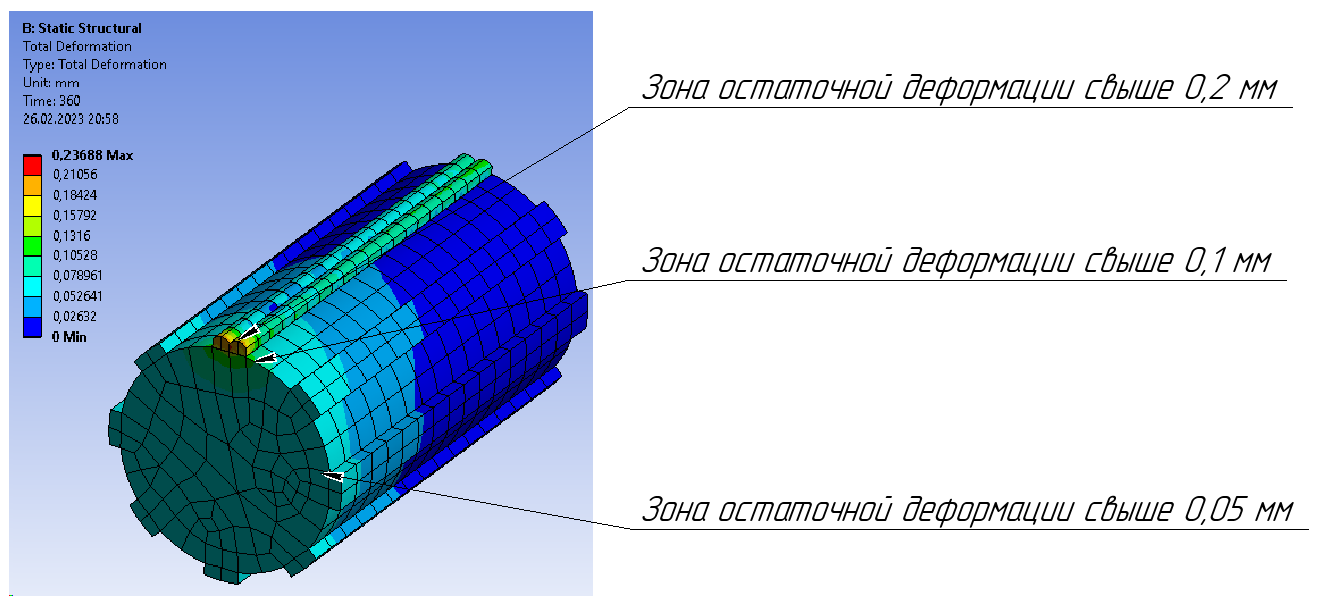 B: Static Structural
Total Deformation
Type: Total Deformation
Unit: mm
Time: 360
26.02.2023 20:58
0,23688 Max
0,21056
0,18424
0,15792
0,1316
0,10528
0,078961
0,052641
0,02632
0 Min
Зона остаточной деформации свыше 0,2 мм
Зона остаточной деформации свыше 0,1 мм
Зона остаточной деформации свыше 0,05 мм